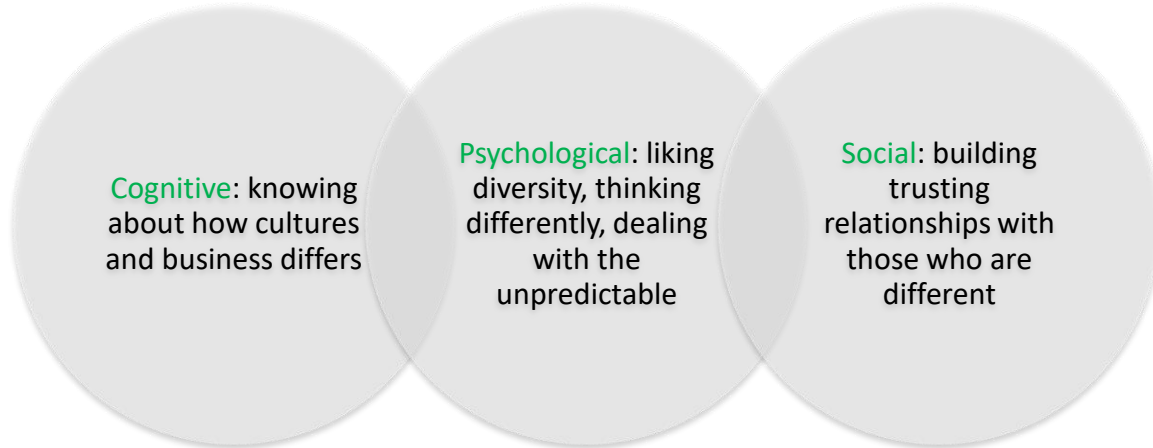 Cognitive: knowing
about how cultures
and business differs
Psychological: liking
diversity, thinking
differently, dealing
with the
unpredictable
Social: building
trusting
relationships with
those who are
different